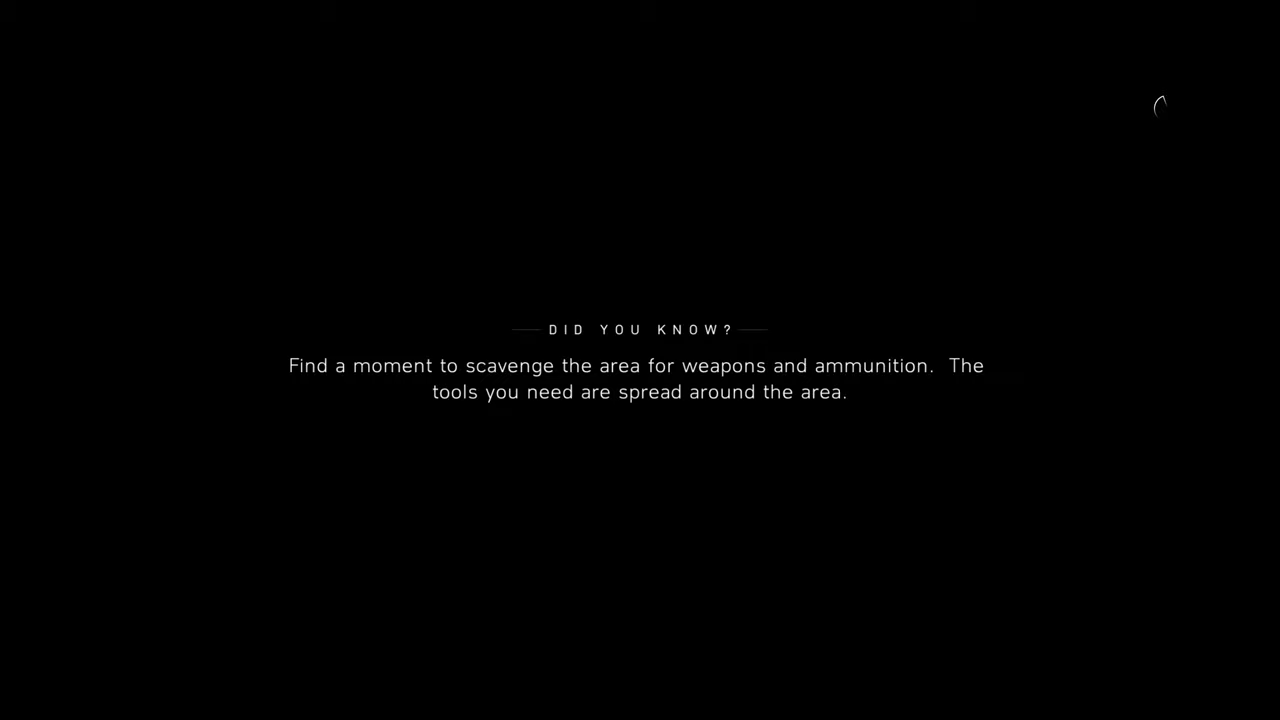 DID YOU KNOW?
Find a moment to scavenge the area for weapons and ammunition.  The
tools you need are spread around the area.